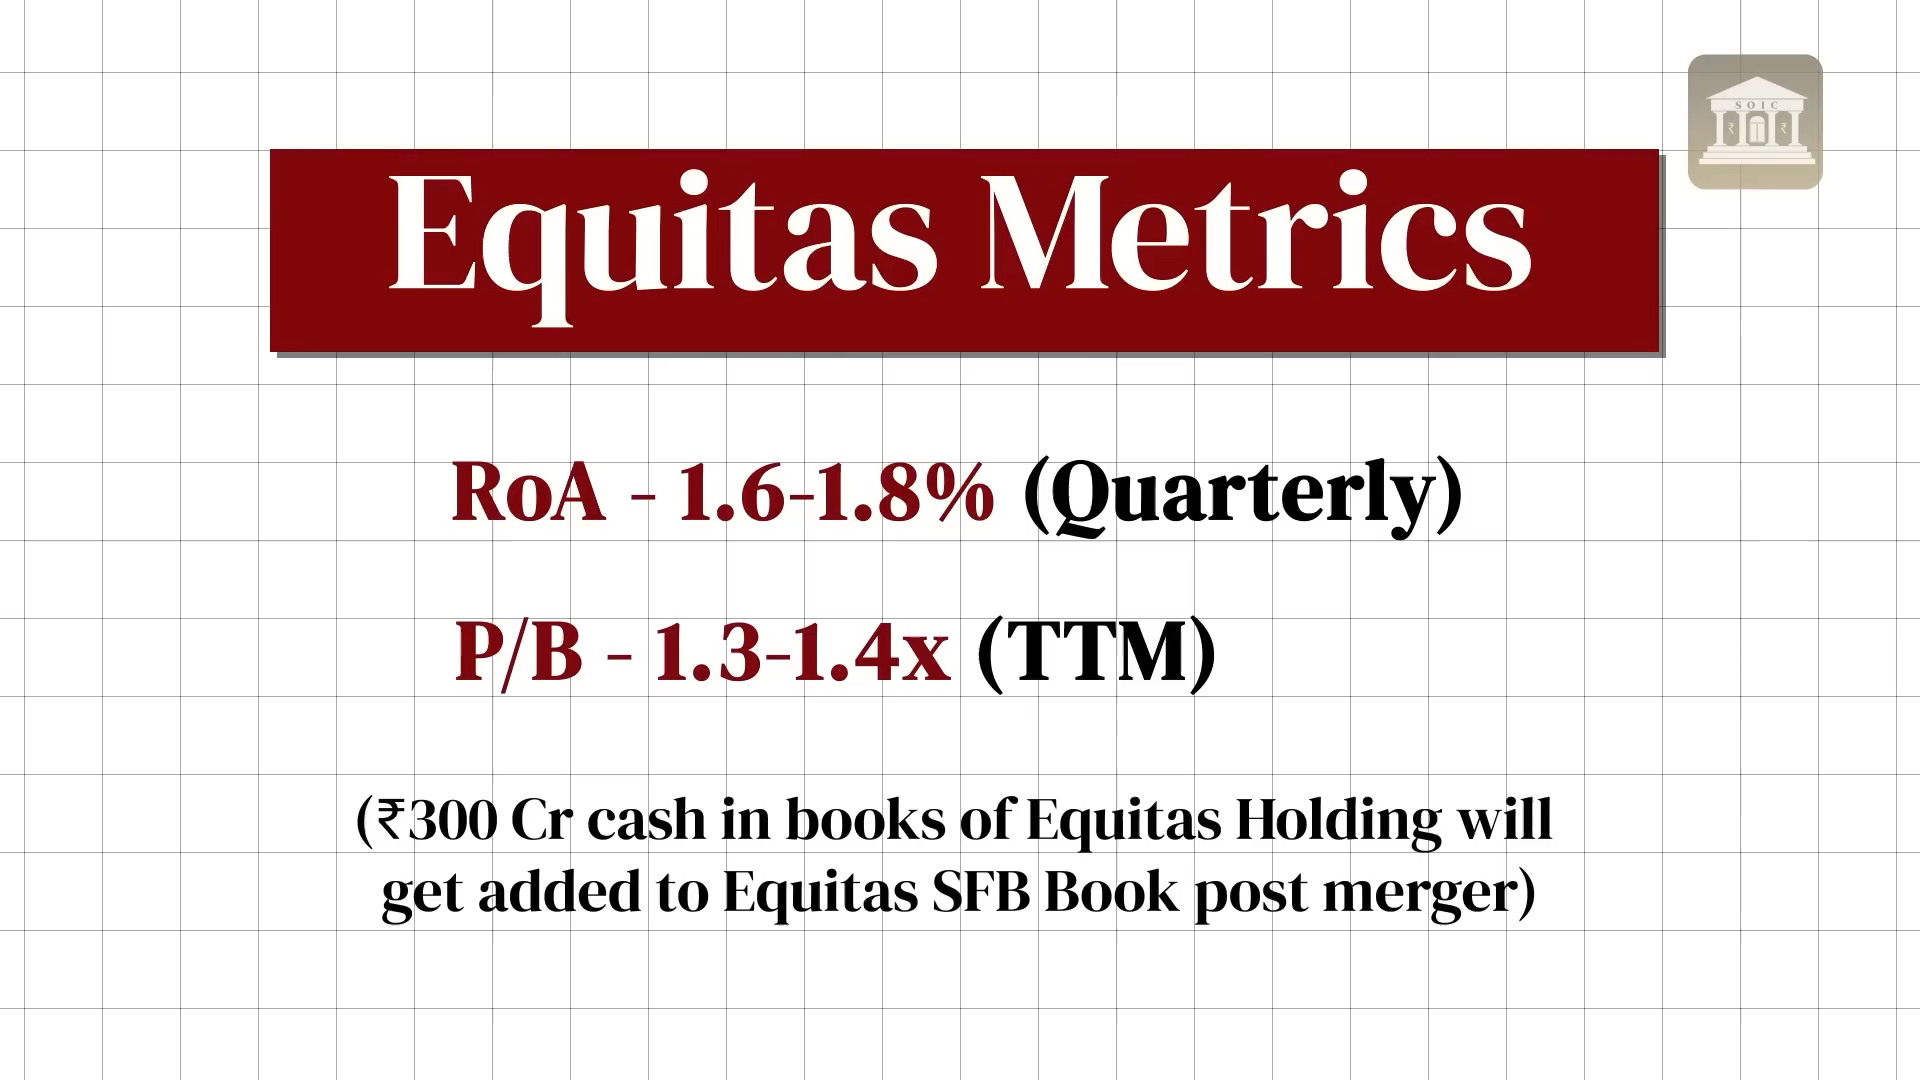 SOIC
Equitas Metrics
RoA - 1.6-1.8% (Quarterly)
P/B - 1.3-1.4x (TTM)
(₹300 Cr cash in books of Equitas Holding will
get added to Equitas SFB Book post merger)